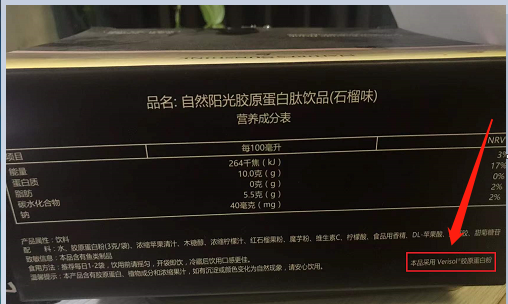 品名: 自然阳光胶原蛋白肽饮品(石榴味)
营养成分表
项目 每100毫升 NRV
能量 264千焦(kJ) 3%
蛋白质 10.0克(g) 17%
脂肪 0克(g) 0%
碳水化合物 5.5克(g) 2%
钠 40毫克(mg) 2%
产品属性: 饮料
配 料: 水、胶原蛋白粉(3克/袋)、浓缩苹果清汁、木糖醇、浓缩柠檬汁、红石榴果粉、魔芋粉、维生素C、柠檬酸、食品用香精、DL-苹果酸、 甜菊糖苷
致敏信息: 本品含有鱼类制品
食用方法: 推荐每日1-2袋，饮用前请摇匀，开袋即饮，冷藏后饮用口感更佳。
温馨提示: 本产品含有胶原蛋白、植物成分和浓缩果汁，如有沉淀或颜色变化为自然现象，请安心饮用。
本品采用 Verisol®胶原蛋白粉